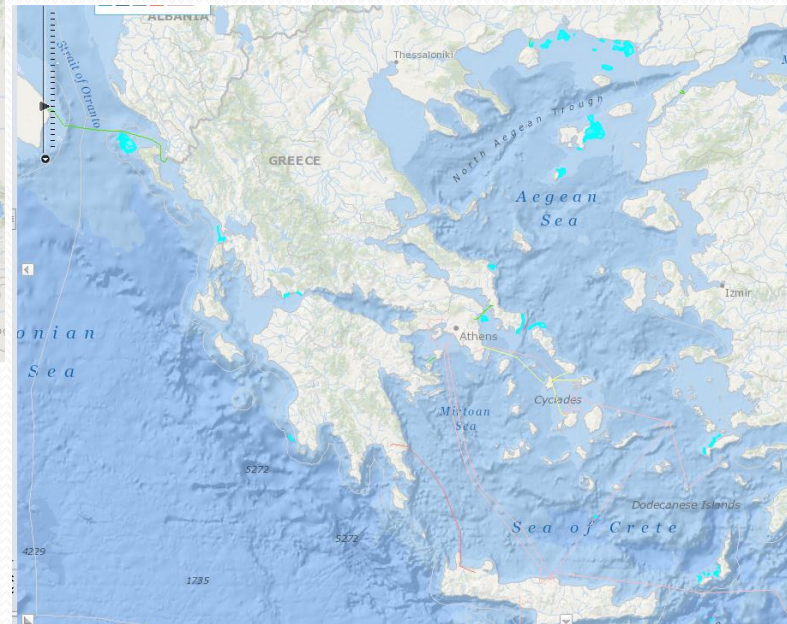 ALBANIA
Strait of Otranto
Thessaloniki
North Aegean Trough
GREECE
Aegean
Sea
Izmir
onian
Sea
Athens
Cyclades
Mirtoan
Sea
5272
Dodecanese Islands
Sea of Crete
5272
4229
1735